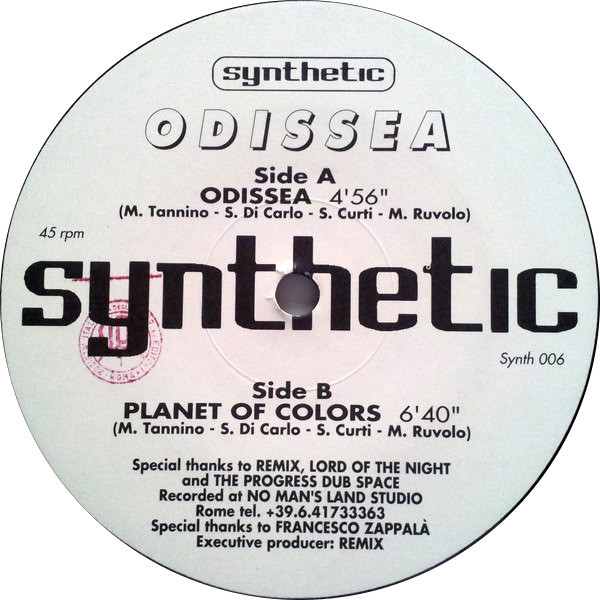 synthetic
ODISSEA
Side A
ODISSEA 4'56"
(M. Tannino - S. Di Carlo - S. Curti - M. Ruvolo)
45 rpm
synthetic
Synth 006
Side B
PLANET OF COLORS 6'40"
(M. Tannino - S. Di Carlo - S. Curti - M. Ruvolo)
Special thanks to REMIX, LORD OF THE NIGHT
and THE PROGRESS DUB SPACE
Recorded at NO MAN'S LAND STUDIO
Rome tel. +39.6.41733363
Special thanks to FRANCESCO ZAPPALÀ
Executive producer: REMIX